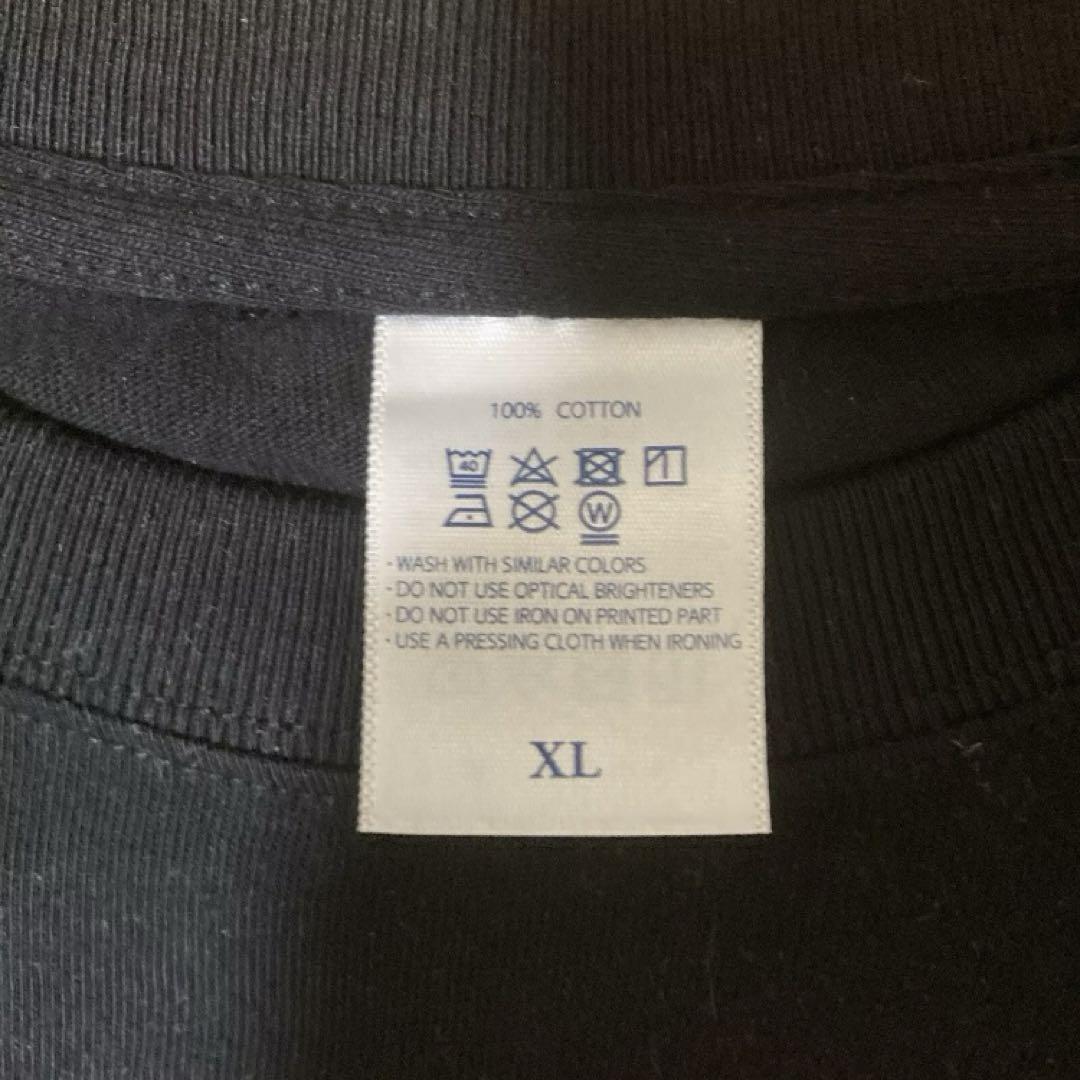 100% COTTON
40
W
· WASH WITH SIMILAR COLORS
· DO NOT USE OPTICAL BRIGHTENERS
· DO NOT USE IRON ON PRINTED PART
· USE A PRESSING CLOTH WHEN IRONING
XL